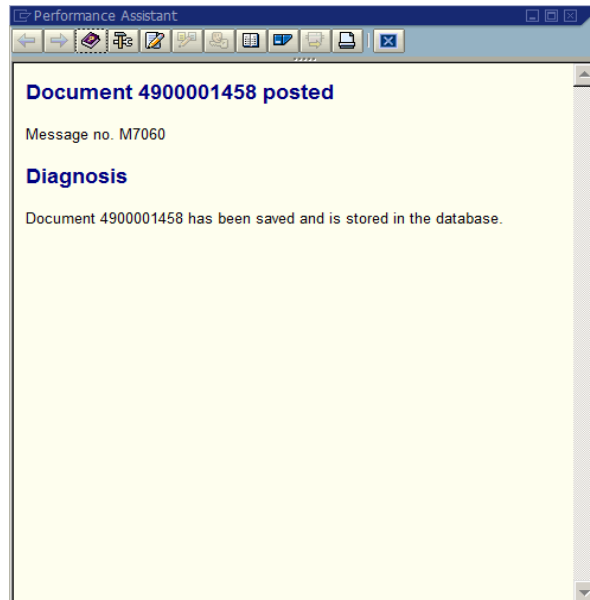 Performance Assistant
Document 4900001458 posted
Message no. M7060
Diagnosis
Document 4900001458 has been saved and is stored in the database.